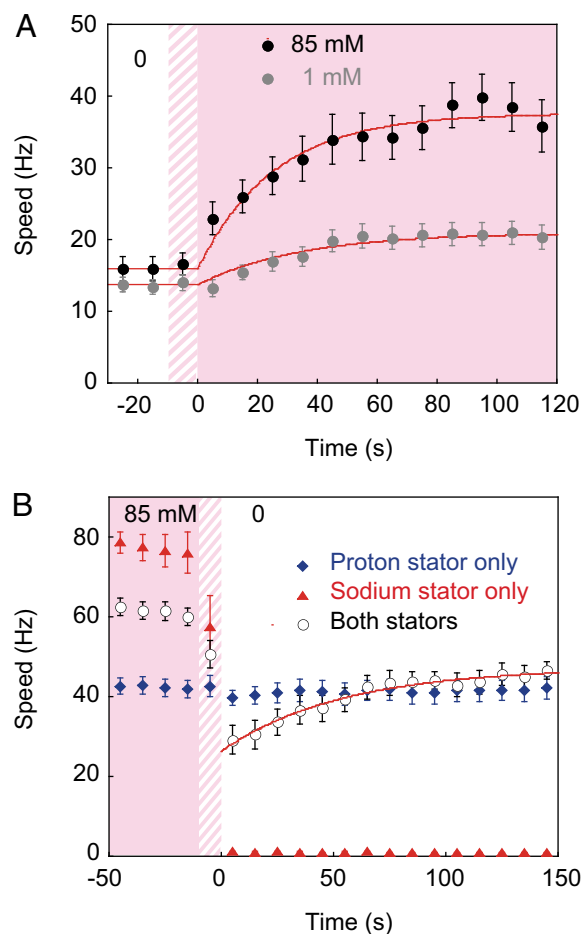 A
50
40
30
20
10
0
Speed (Hz)
0
85 mM
1 mM
-20
0
20
40
60
80
100
120
Time (s)
B
80
60
40
20
0
Speed (Hz)
85 mM
0
Proton stator only
Sodium stator only
Both stators
-50
0
50
100
150
Time (s)